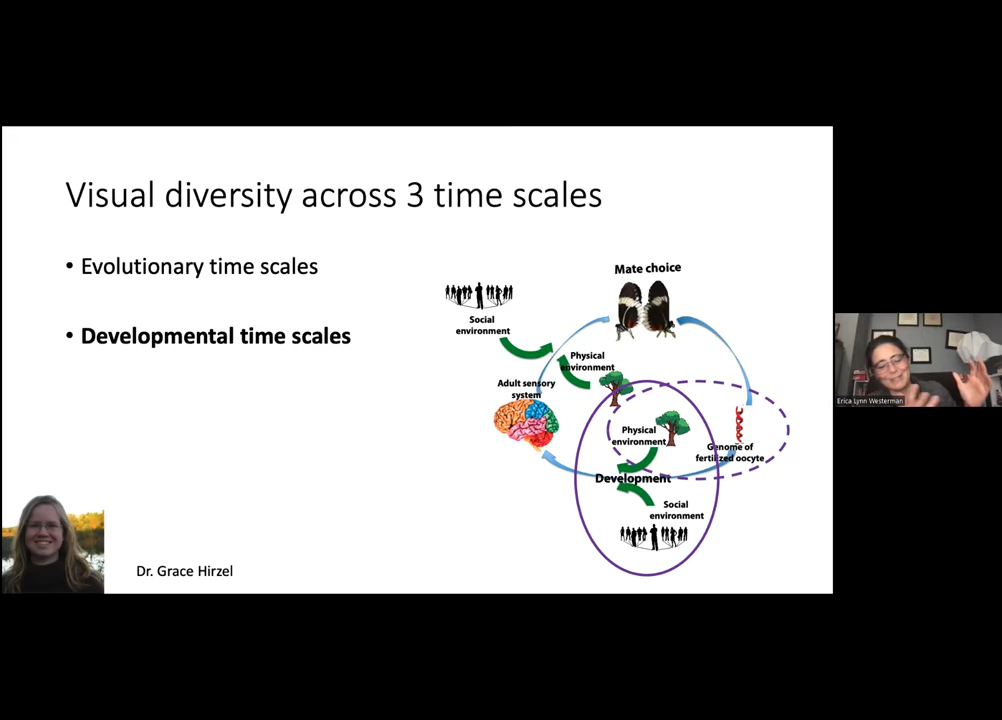 Visual diversity across 3 time scales
• Evolutionary time scales
• Developmental time scales
Mate choice
Social
environment
Physical
environment
Adult sensory
system
Physical
environment
Genome of
fertilized oocyte
Development
Social
environment
Dr. Grace Hirzel
Erica Lynn Westerman